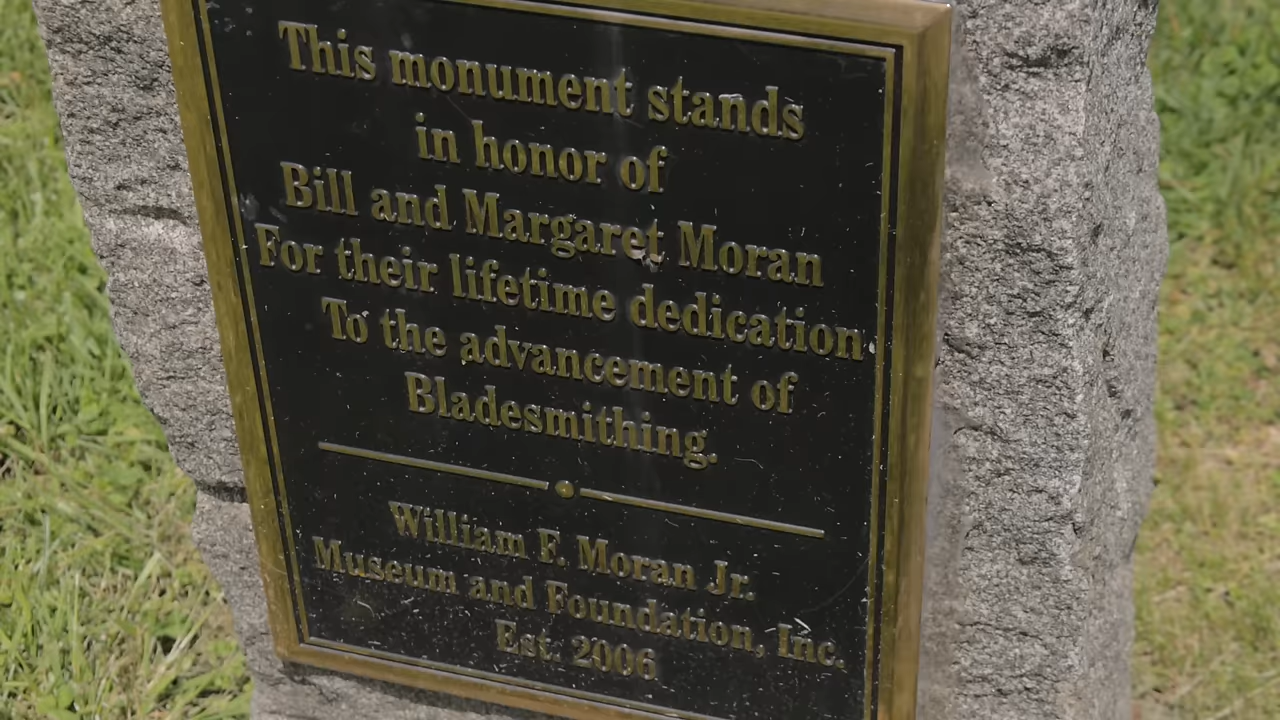 This monument stands
in honor of
Bill and Margaret Moran
For their lifetime dedication
To the advancement of
Bladesmithing.
William F. Moran Jr.
Museum and Foundation, Inc.
Est. 2006